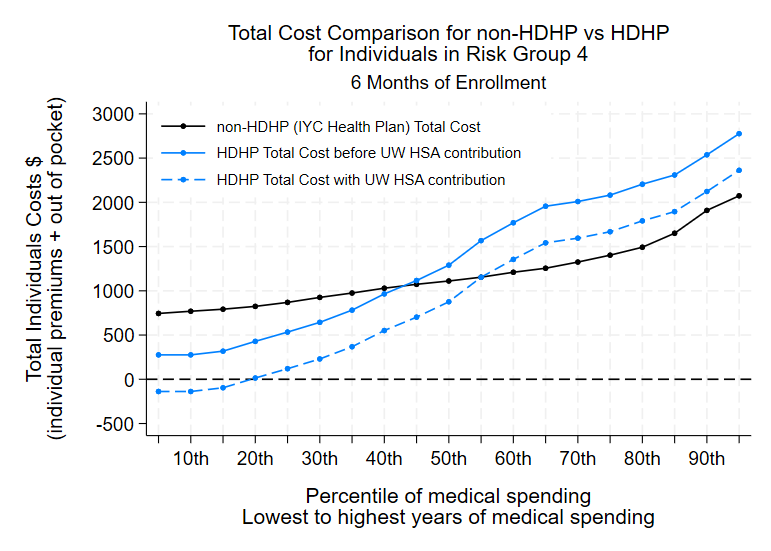 Total Cost Comparison for non-HDHP vs HDHP
for Individuals in Risk Group 4
6 Months of Enrollment
Total Individuals Costs $
(individual premiums + out of pocket)
3000
2500
2000
1500
1000
500
0
-500
non-HDHP (IYC Health Plan) Total Cost
HDHP Total Cost before UW HSA contribution
HDHP Total Cost with UW HSA contribution
10th 20th 30th 40th 50th 60th 70th 80th 90th
Percentile of medical spending
Lowest to highest years of medical spending